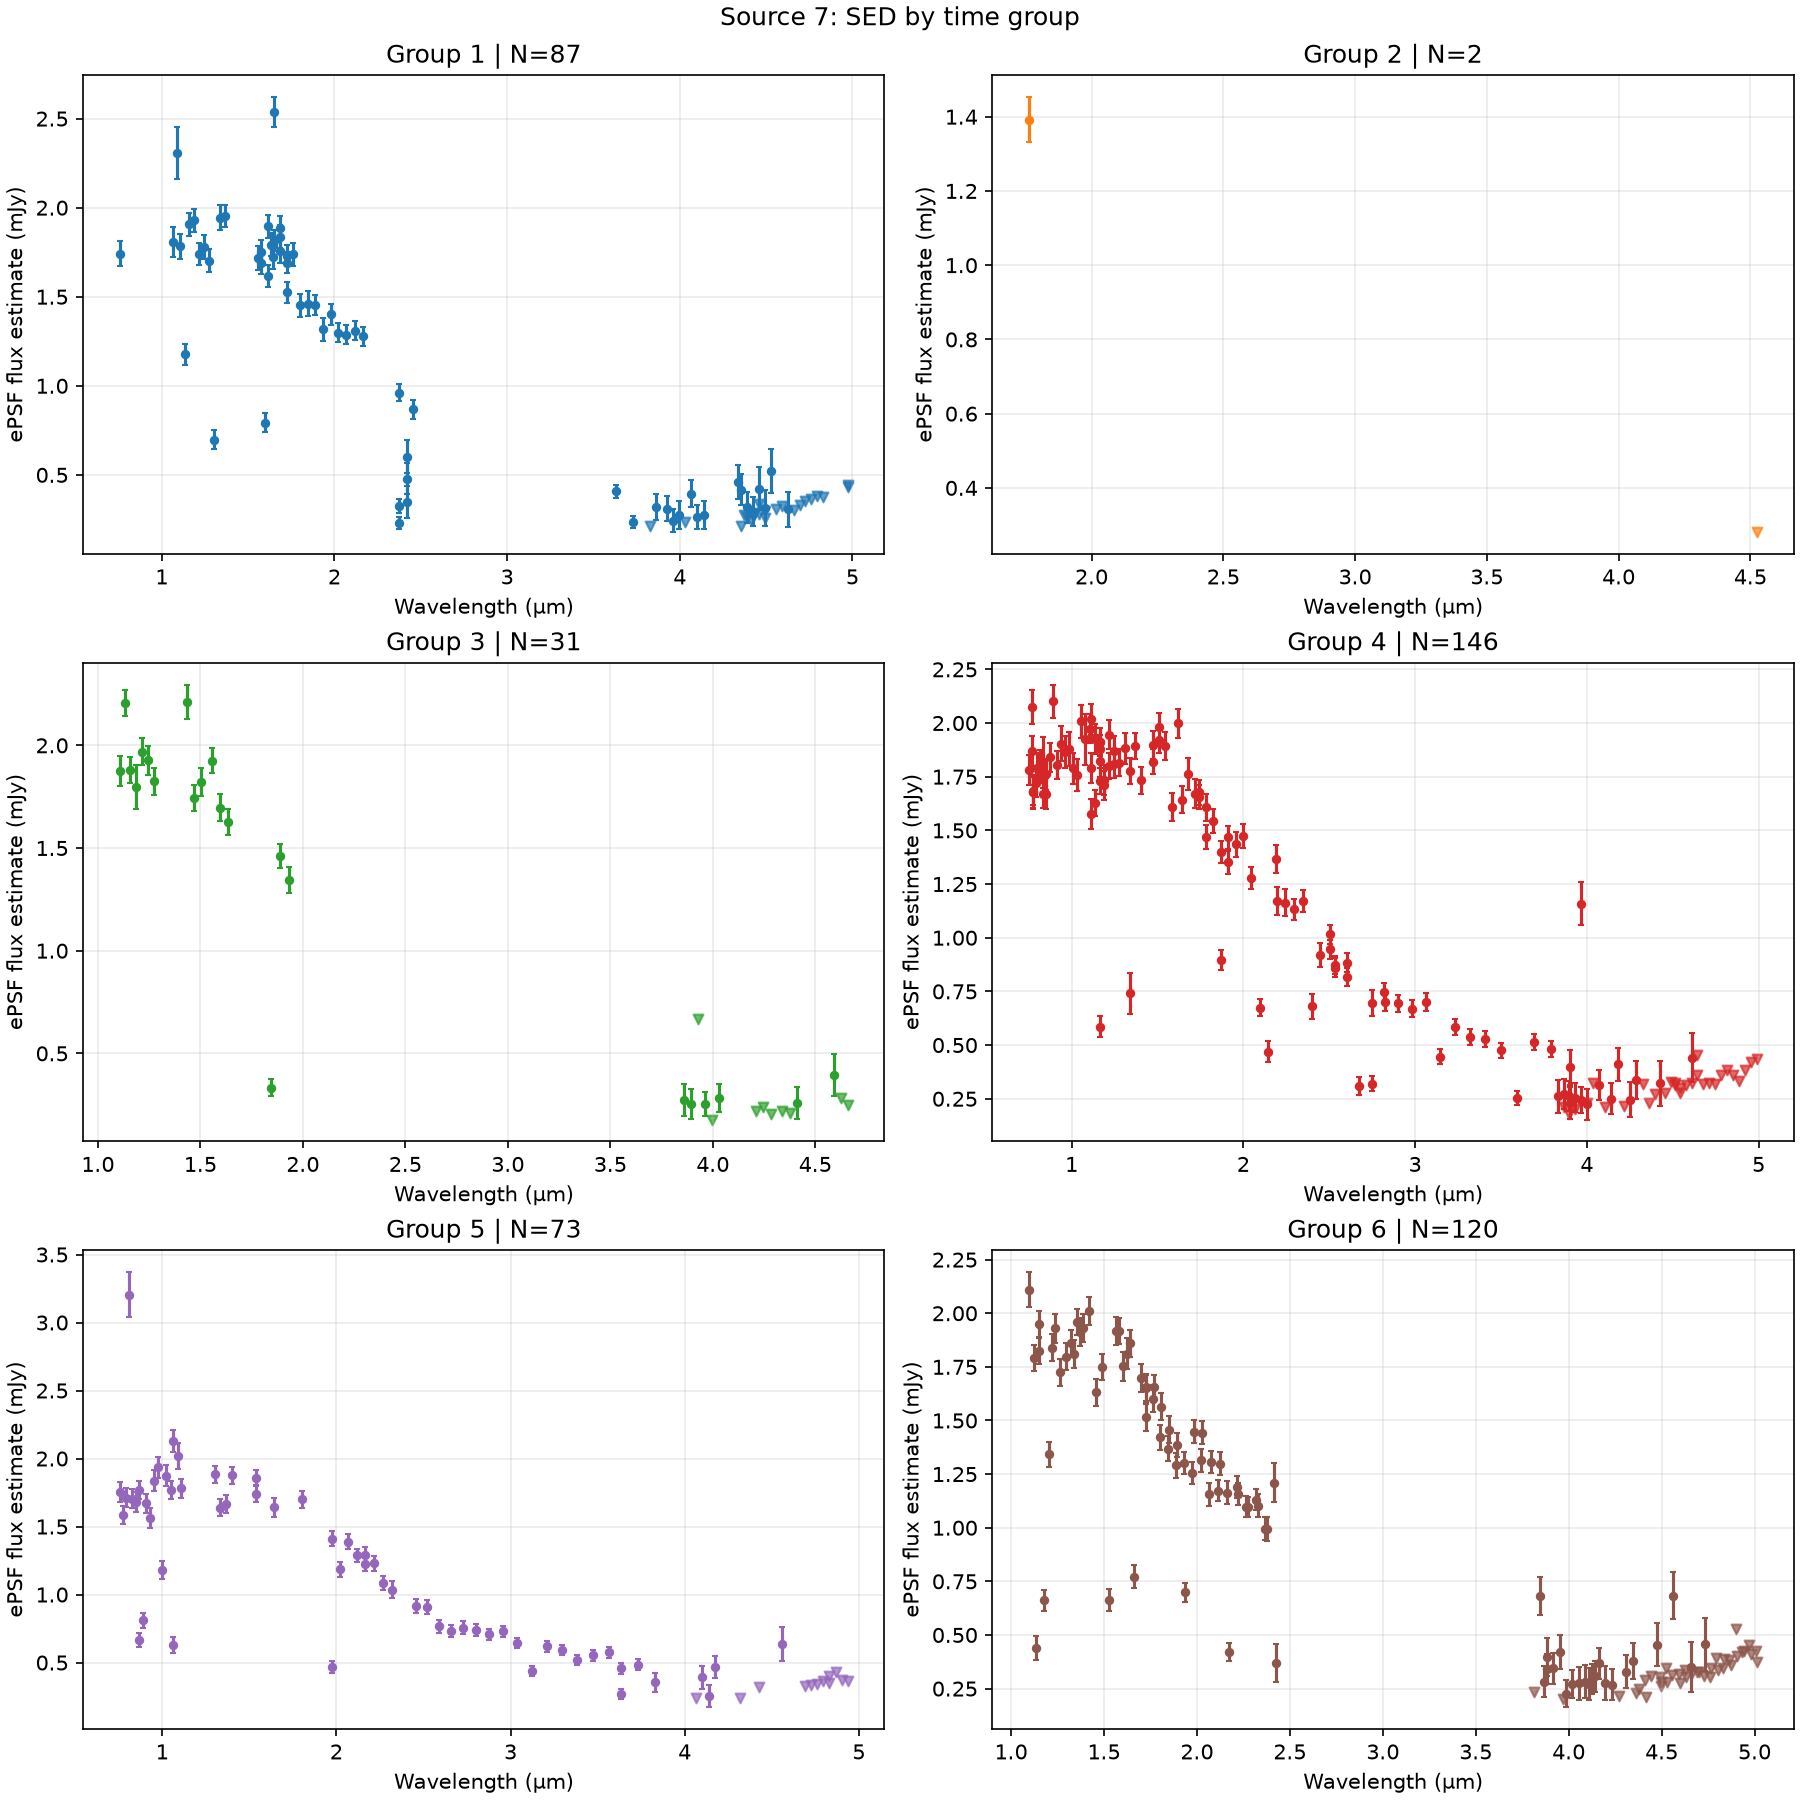 Source 7: SED by time group
Group 1 | N=87
2.5
2.0
1.5
1.0
0.5
ePSF flux estimate (mJy)
1 2 3 4 5
Wavelength (μm)
Group 2 | N=2
1.4
1.2
1.0
0.8
0.6
0.4
ePSF flux estimate (mJy)
2.0 2.5 3.0 3.5 4.0 4.5
Wavelength (μm)
Group 3 | N=31
2.0
1.5
1.0
0.5
ePSF flux estimate (mJy)
1.0 1.5 2.0 2.5 3.0 3.5 4.0 4.5
Wavelength (μm)
Group 4 | N=146
2.25
2.00
1.75
1.50
1.25
1.00
0.75
0.50
0.25
ePSF flux estimate (mJy)
1 2 3 4 5
Wavelength (μm)
Group 5 | N=73
3.5
3.0
2.5
2.0
1.5
1.0
0.5
ePSF flux estimate (mJy)
1 2 3 4 5
Wavelength (μm)
Group 6 | N=120
2.25
2.00
1.75
1.50
1.25
1.00
0.75
0.50
0.25
ePSF flux estimate (mJy)
1.0 1.5 2.0 2.5 3.0 3.5 4.0 4.5 5.0
Wavelength (μm)